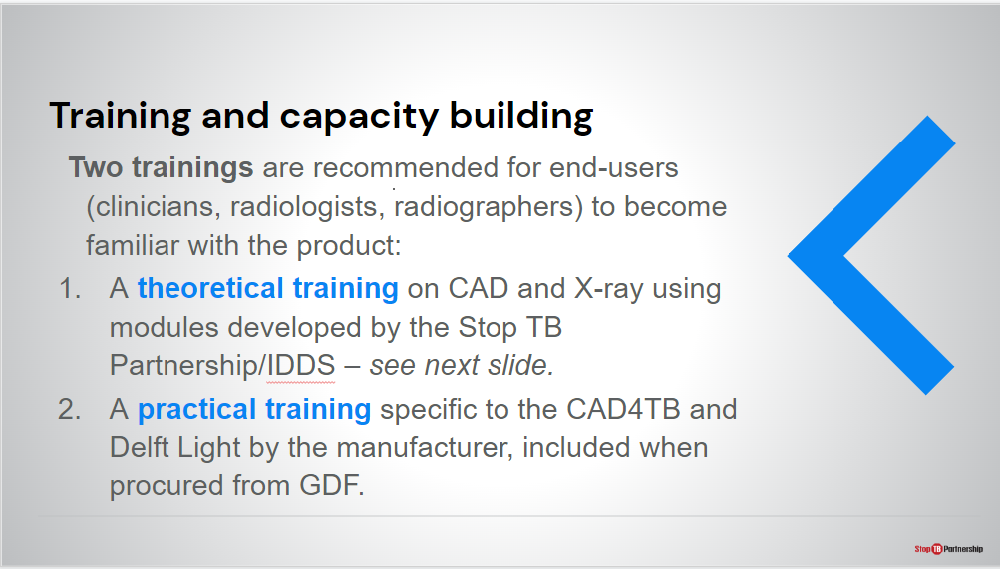 Training and capacity building
Two trainings are recommended for end-users
(clinicians, radiologists, radiographers) to become
familiar with the product:
1. A theoretical training on CAD and X-ray using
modules developed by the Stop TB
Partnership/IDDS – see next slide.
2. A practical training specific to the CAD4TB and
Delft Light by the manufacturer, included when
procured from GDF.
Stop TB Partnership